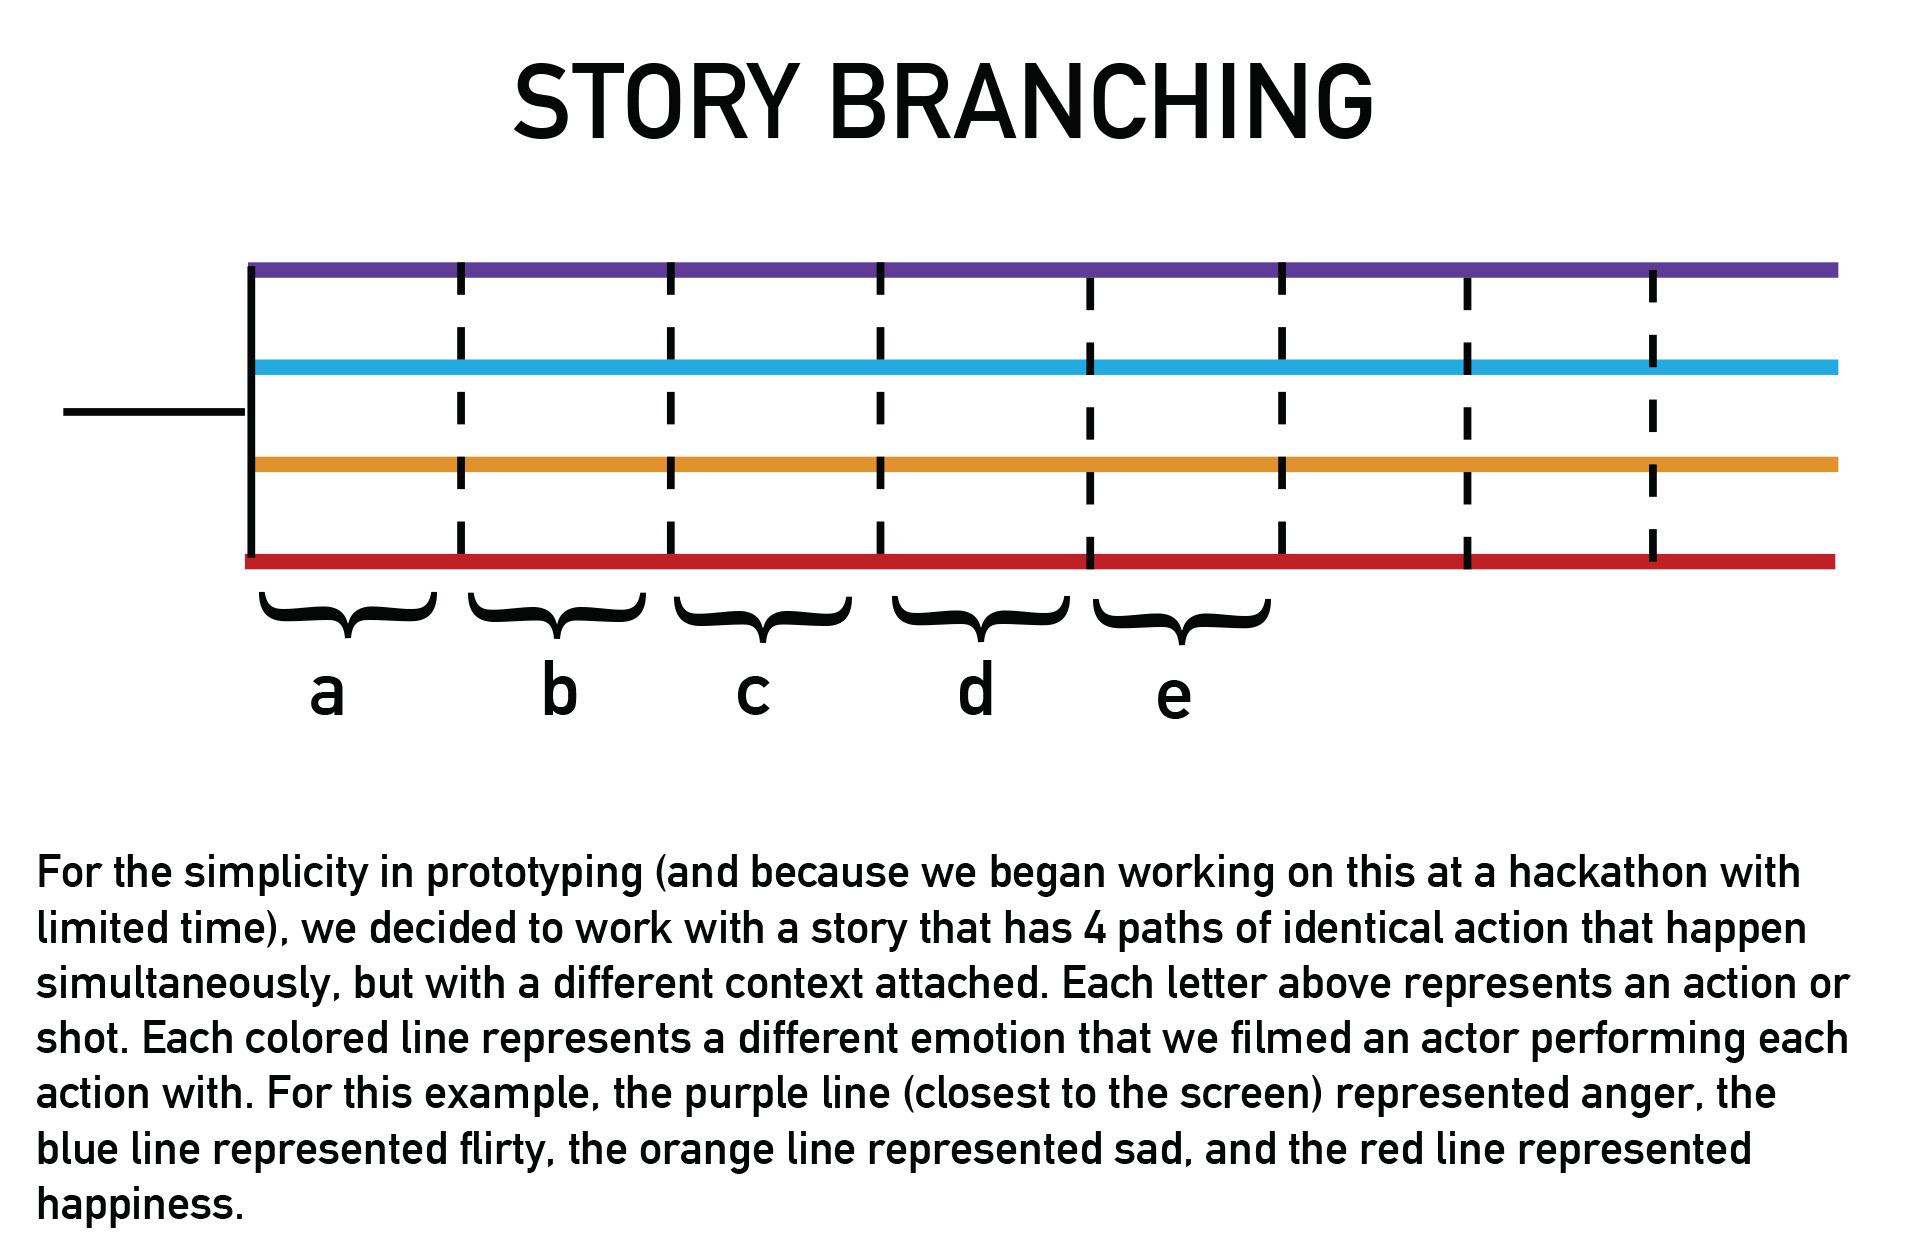 STORY BRANCHING
a b c d e
For the simplicity in prototyping (and because we began working on this at a hackathon with
limited time), we decided to work with a story that has 4 paths of identical action that happen
simultaneously, but with a different context attached. Each letter above represents an action or
shot. Each colored line represents a different emotion that we filmed an actor performing each
action with. For this example, the purple line (closest to the screen) represented anger, the
blue line represented flirty, the orange line represented sad, and the red line represented
happiness.